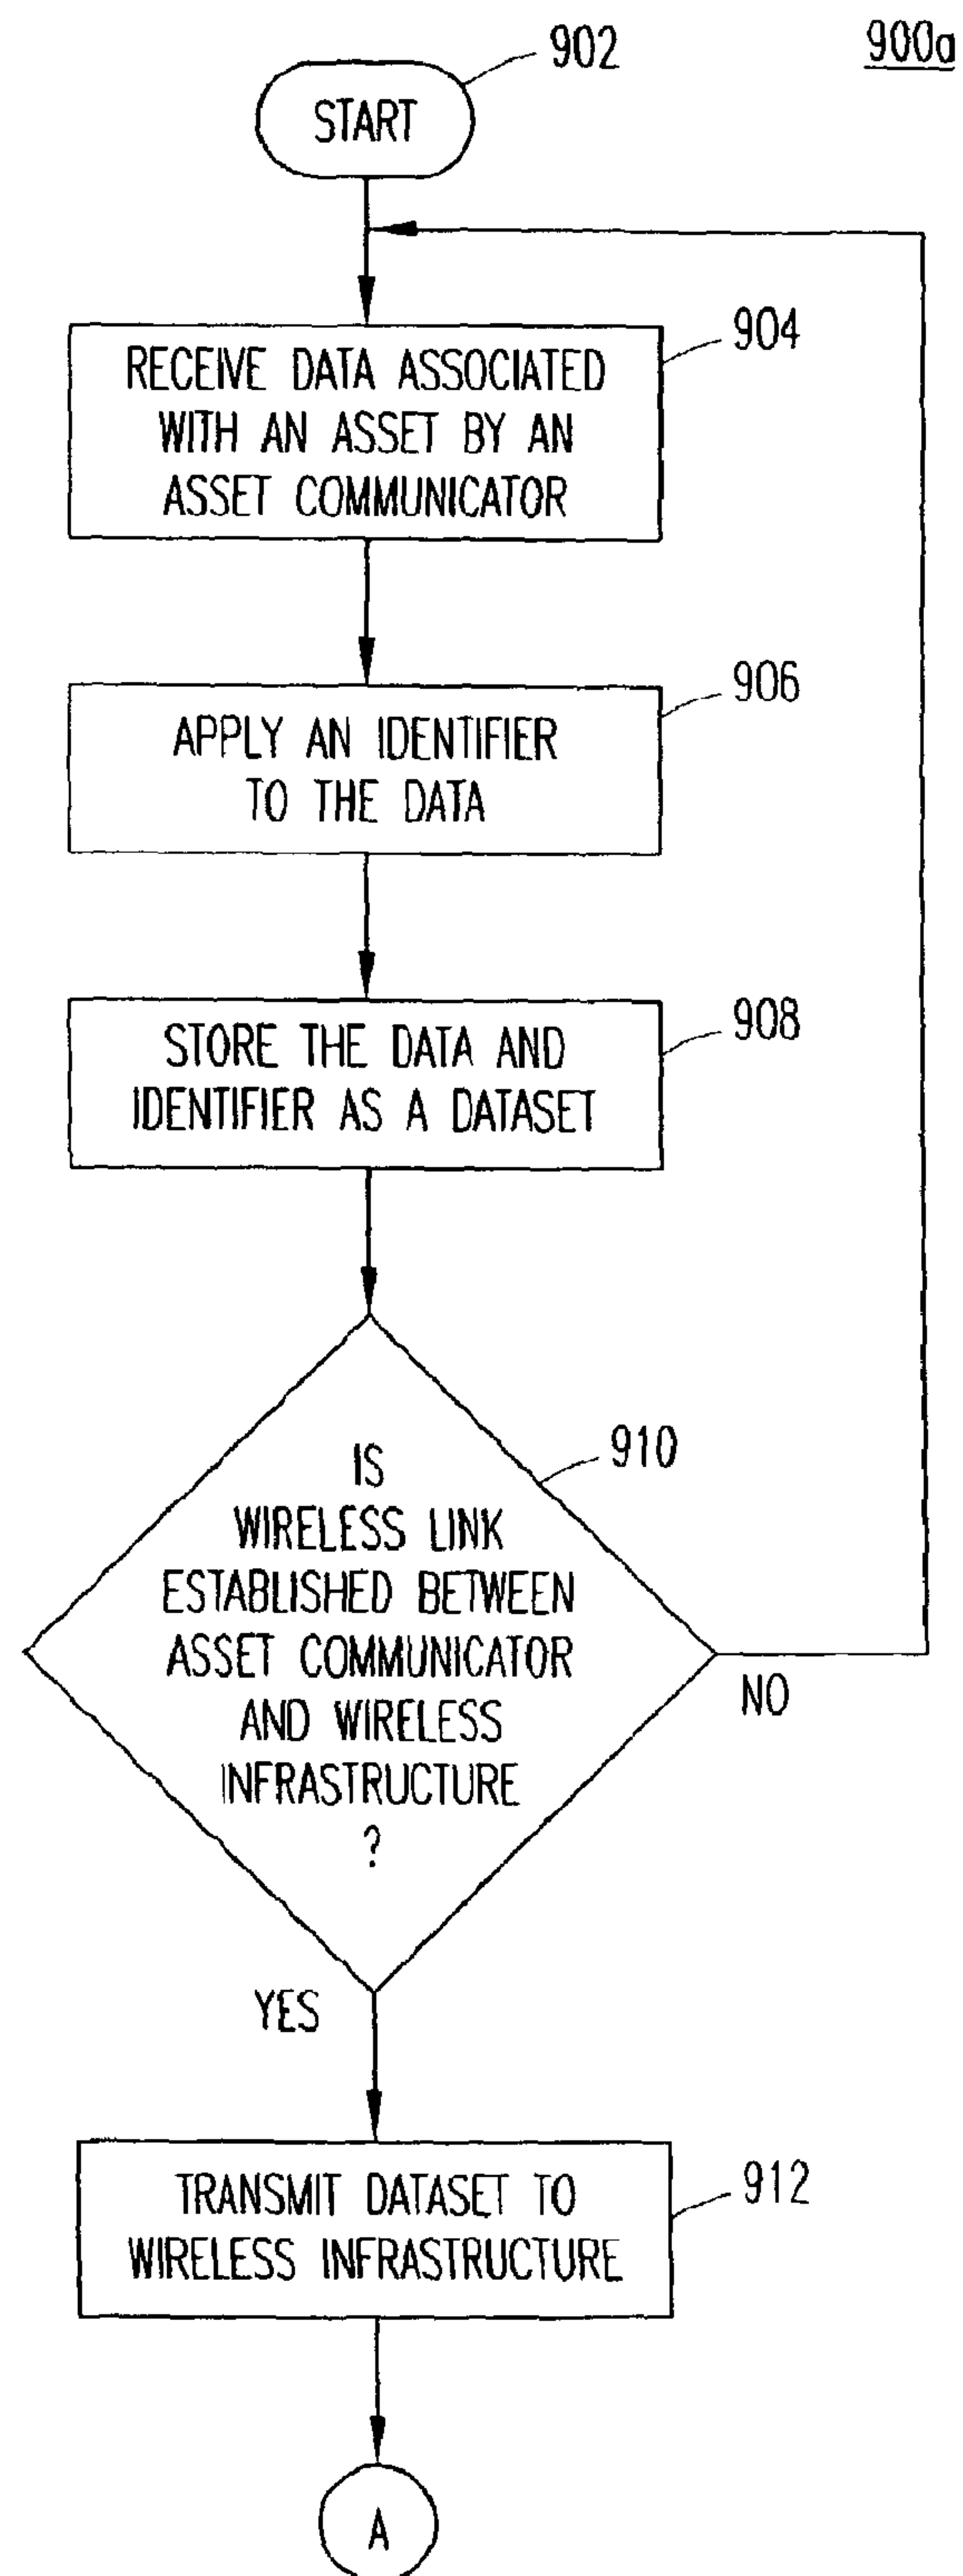 900a
902
START
904
RECEIVE DATA ASSOCIATED
WITH AN ASSET BY AN
ASSET COMMUNICATOR
906
APPLY AN IDENTIFIER
TO THE DATA
908
STORE THE DATA AND
IDENTIFIER AS A DATASET
910
IS
WIRELESS LINK
ESTABLISHED BETWEEN
ASSET COMMUNICATOR
AND WIRELESS
INFRASTRUCTURE
?
NO
YES
912
TRANSMIT DATASET TO
WIRELESS INFRASTRUCTURE
A